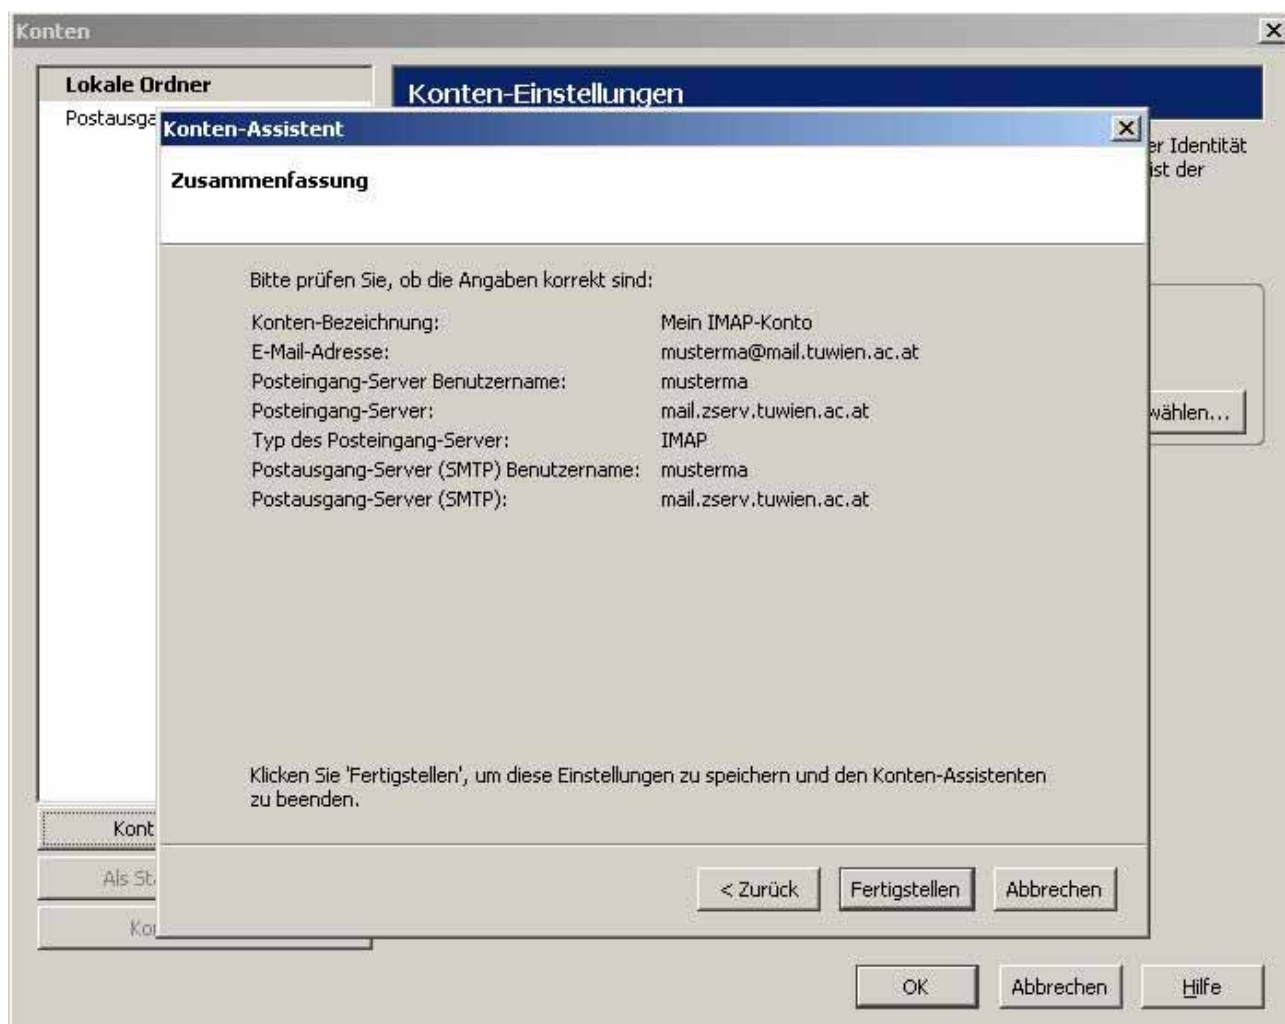 Konten
Lokale Ordner
Konten-Einstellungen
Konten-Assistent
er Identität
ist der
Zusammenfassung
Bitte prüfen Sie, ob die Angaben korrekt sind:
Konten-Bezeichnung: Mein IMAP-Konto
E-Mail-Adresse: musterma@mail.tuwien.ac.at
Posteingang-Server Benutzername: musterma
Posteingang-Server: mail.zserv.tuwien.ac.at
wählen...
Typ des Posteingang-Server: IMAP
Postausgang-Server (SMTP) Benutzername: musterma
Postausgang-Server (SMTP): mail.zserv.tuwien.ac.at
Klicken Sie 'Fertigstellen', um diese Einstellungen zu speichern und den Konten-Assistenten
zu beenden.
Kont
Als
< Zurück Fertigstellen Abbrechen
OK Abbrechen Hilfe